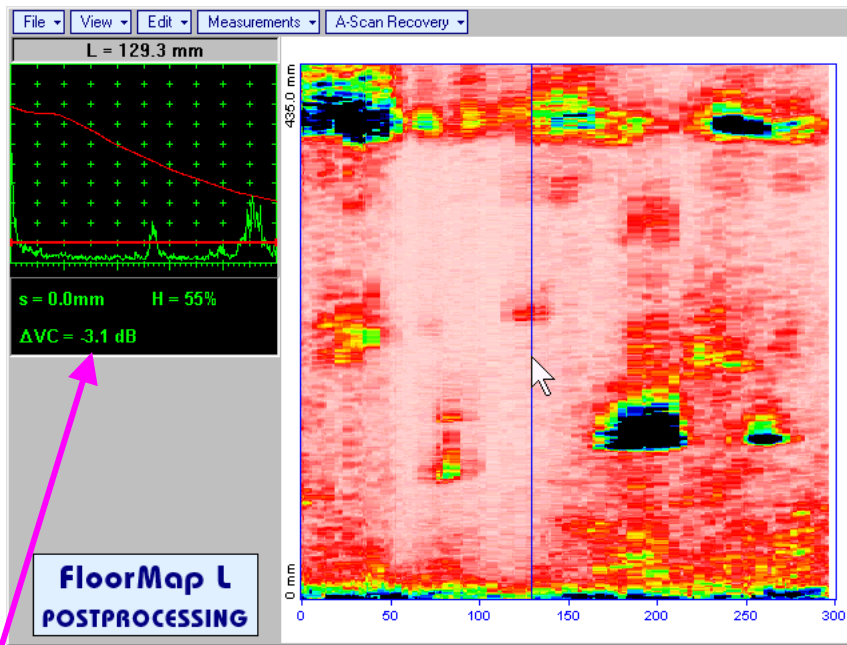 File View Edit Measurements A-Scan Recovery
L = 129.3 mm
s = 0.0mm H = 55%
ΔVC = -3.1 dB
FloorMap L
POSTPROCESSING
435.0 mm
0 mm
0 50 100 150 200 250 300